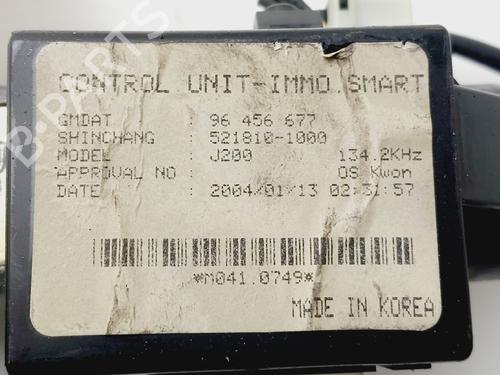 CONTROL UNIT-IMMO SMART
GMDAT : 96 456 677
SHINCHANG : 521810-1000
MODEL : J200 134.2KHz
APPROVAL NO : OS Kwon
DATE : 2004/01/13 02:31:57
*M041.0749*
MADE IN KOREA